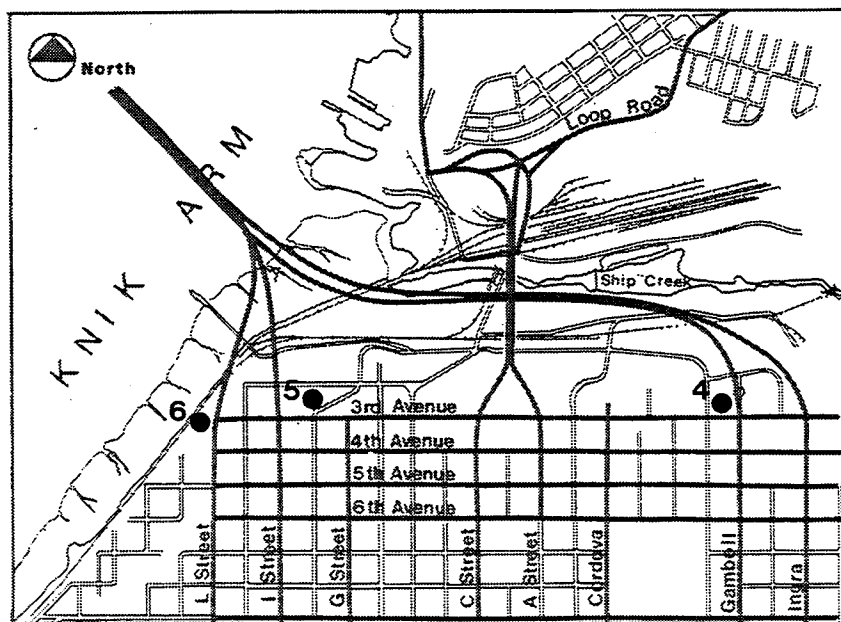 North
Loop Road
KNIK ARM
Ship Creek
4
5
6
3rd Avenue
4th Avenue
5th Avenue
6th Avenue
L Street
I Street
G Street
C Street
A Street
Cordova
Gambell
Ingra